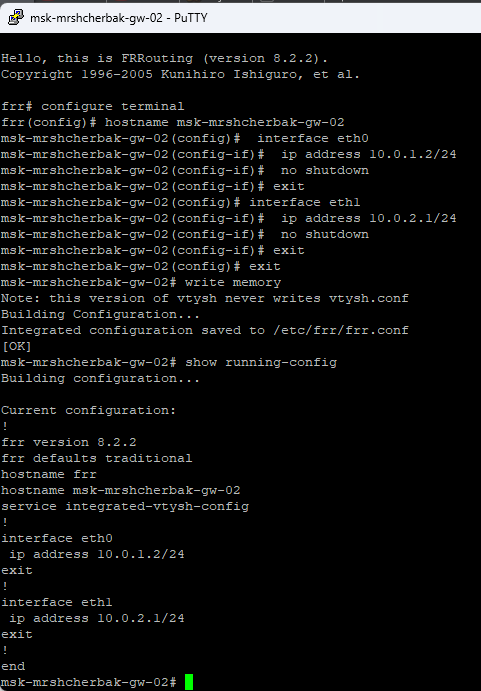 msk-mrshcherbak-gw-02 - PuTTY
Hello, this is FRRouting (version 8.2.2).
Copyright 1996-2005 Kunihiro Ishiguro, et al.
frr# configure terminal
frr(config)# hostname msk-mrshcherbak-gw-02
msk-mrshcherbak-gw-02(config)#  interface eth0
msk-mrshcherbak-gw-02(config-if)#  ip address 10.0.1.2/24
msk-mrshcherbak-gw-02(config-if)#  no shutdown
msk-mrshcherbak-gw-02(config-if)# exit
msk-mrshcherbak-gw-02(config)# interface eth1
msk-mrshcherbak-gw-02(config-if)#  ip address 10.0.2.1/24
msk-mrshcherbak-gw-02(config-if)#  no shutdown
msk-mrshcherbak-gw-02(config-if)# exit
msk-mrshcherbak-gw-02(config)# exit
msk-mrshcherbak-gw-02# write memory
Note: this version of vtysh never writes vtysh.conf
Building Configuration...
Integrated configuration saved to /etc/frr/frr.conf
[OK]
msk-mrshcherbak-gw-02# show running-config
Building configuration...
Current configuration:
!
frr version 8.2.2
frr defaults traditional
hostname frr
hostname msk-mrshcherbak-gw-02
service integrated-vtysh-config
!
interface eth0
 ip address 10.0.1.2/24
exit
!
interface eth1
 ip address 10.0.2.1/24
exit
!
end
msk-mrshcherbak-gw-02#